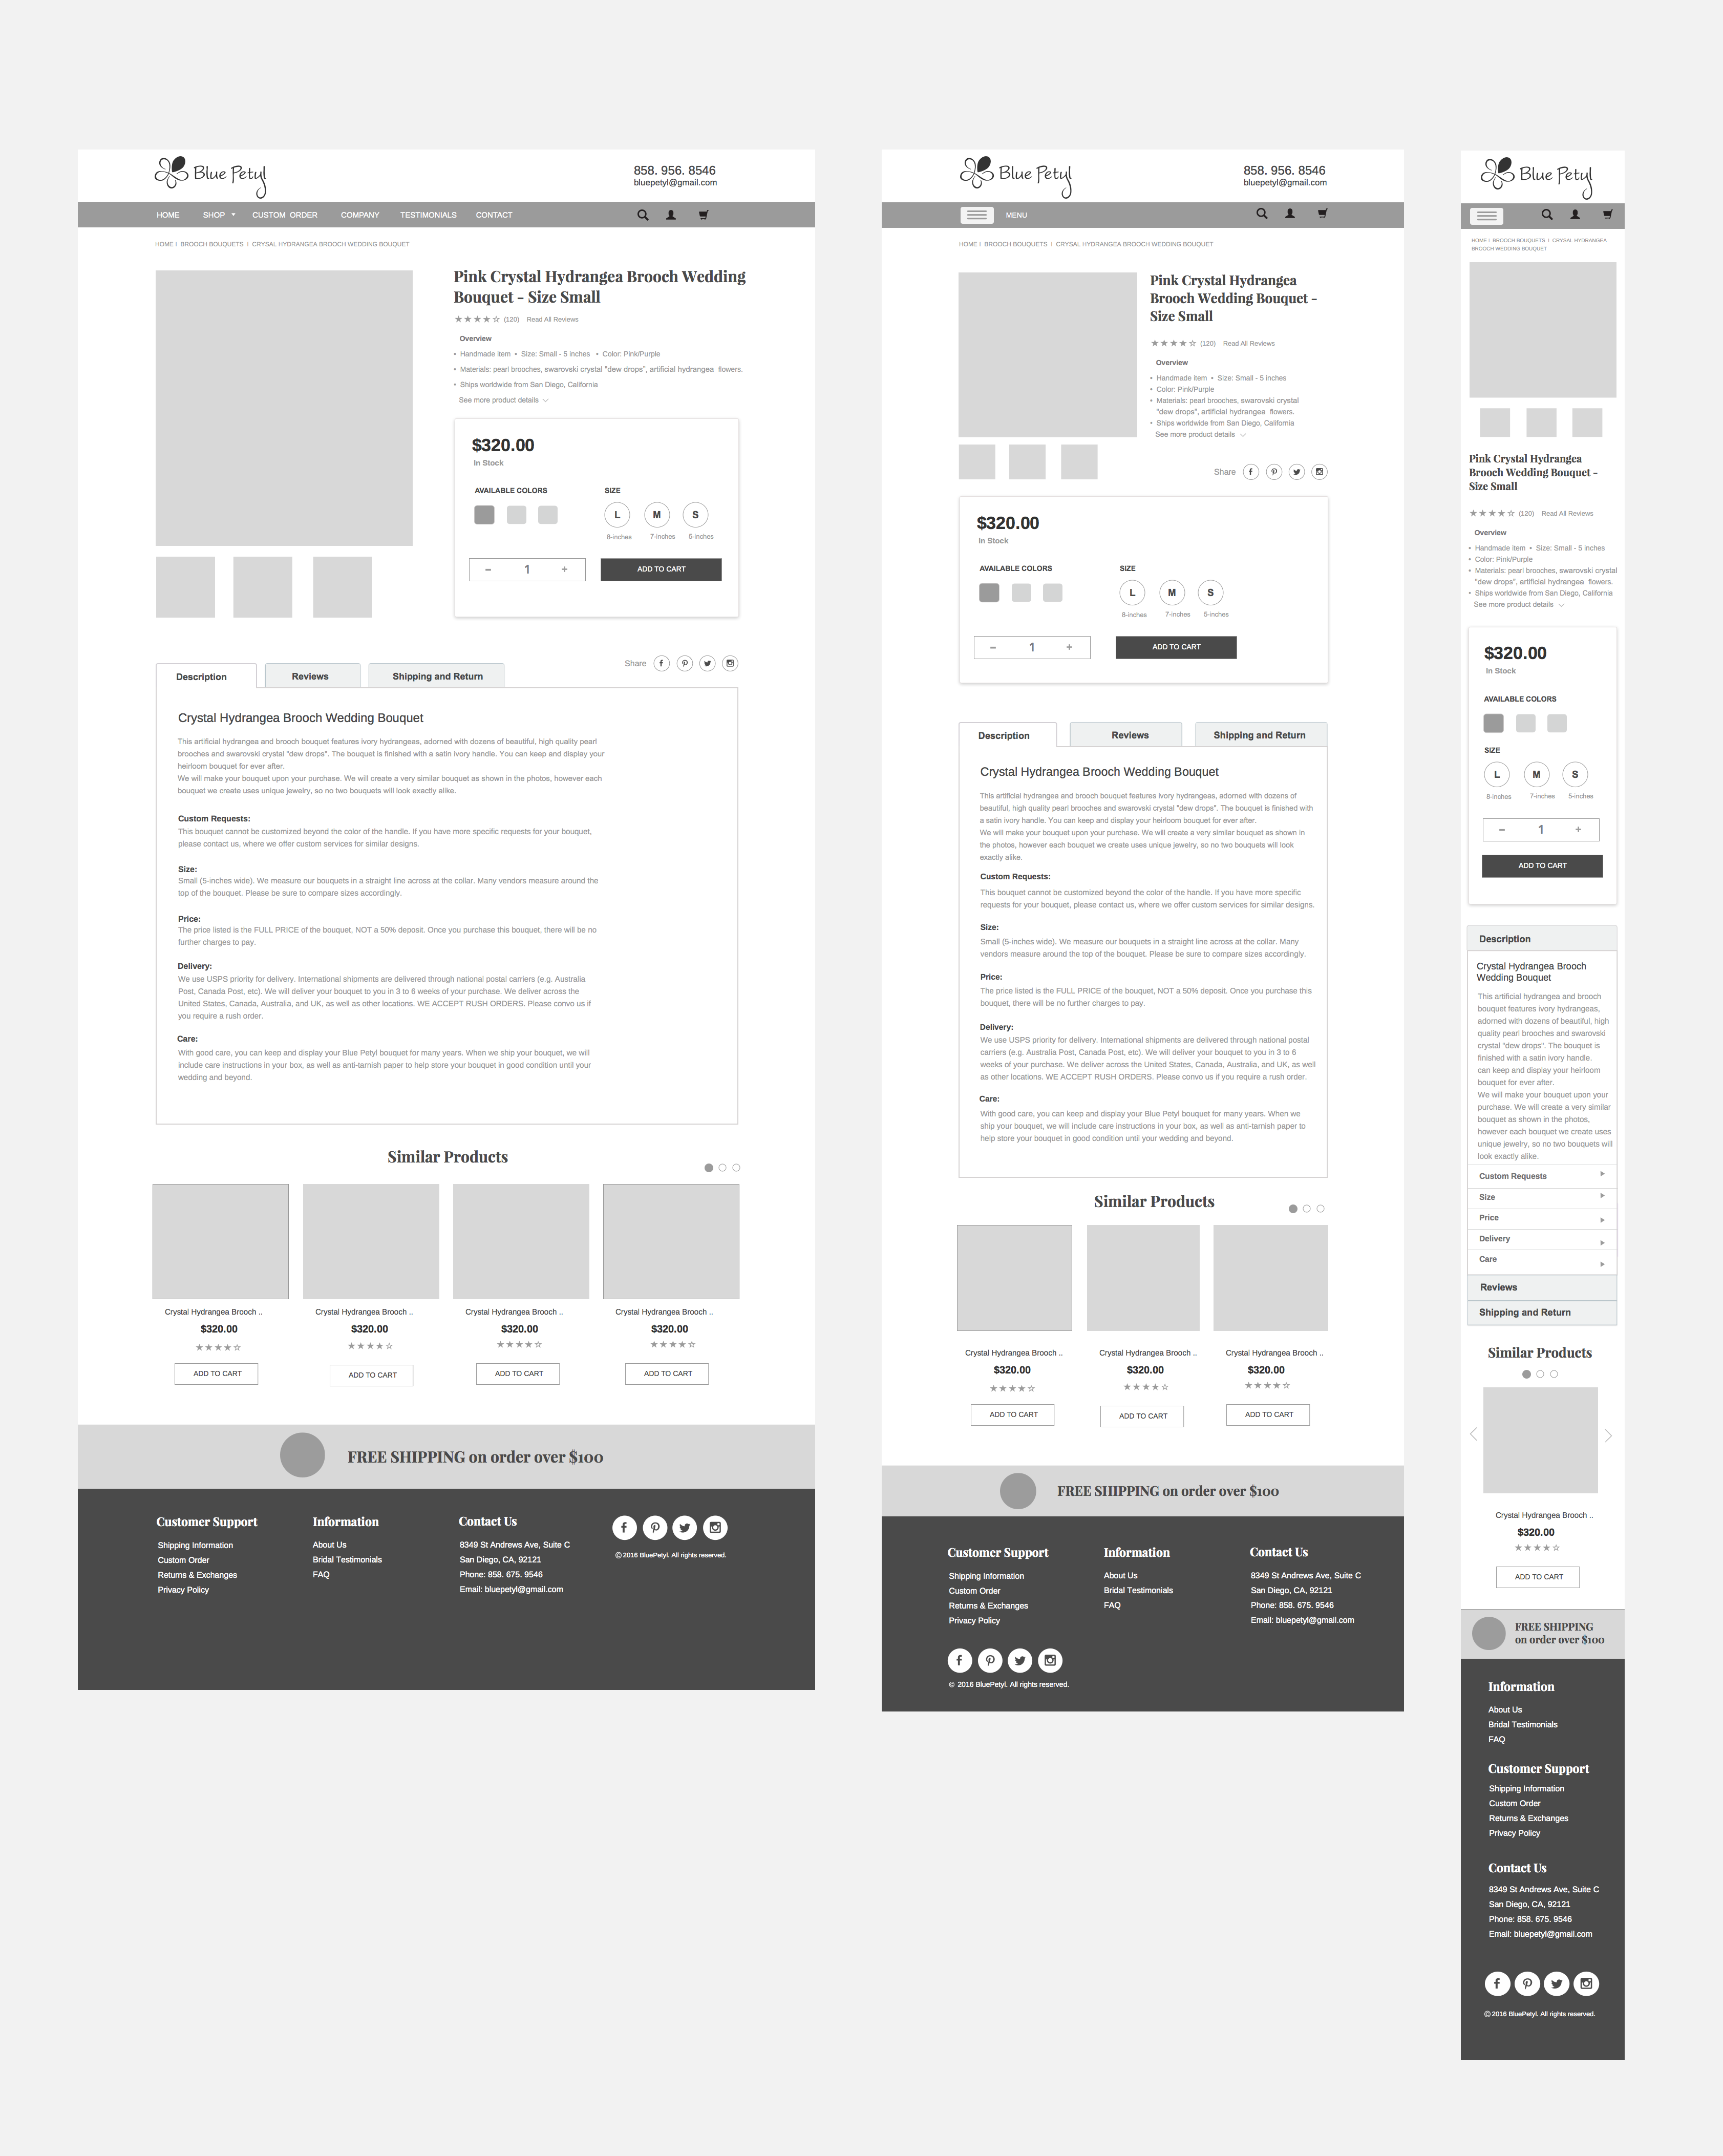 Blue Petyl
858. 956. 8546
bluepetyl@gmail.com
HOME SHOP CUSTOM ORDER COMPANY TESTIMONIALS CONTACT
HOME I BROOCH BOUQUETS I CRYSAL HYDRANGEA BROOCH WEDDING BOUQUET
Pink Crystal Hydrangea Brooch Wedding
Bouquet - Size Small
(120) Read All Reviews
Overview
• Handmade item • Size: Small - 5 inches • Color: Pink/Purple
• Materials: pearl brooches, swarovski crystal "dew drops", artificial hydrangea flowers.
• Ships worldwide from San Diego, California
See more product details
$320.00
In Stock
AVAILABLE COLORS SIZE
L M S
8-inches 7-inches 5-inches
– 1 + ADD TO CART
Share
Description Reviews Shipping and Return
Crystal Hydrangea Brooch Wedding Bouquet
This artificial hydrangea and brooch bouquet features ivory hydrangeas, adorned with dozens of beautiful, high quality pearl
brooches and swarovski crystal "dew drops". The bouquet is finished with a satin ivory handle. You can keep and display your
heirloom bouquet for ever after.
We will make your bouquet upon your purchase. We will create a very similar bouquet as shown in the photos, however each
bouquet we create uses unique jewelry, so no two bouquets will look exactly alike.
Custom Requests:
This bouquet cannot be customized beyond the color of the handle. If you have more specific requests for your bouquet,
please contact us, where we offer custom services for similar designs.
Size:
Small (5-inches wide). We measure our bouquets in a straight line across at the collar. Many vendors measure around the
top of the bouquet. Please be sure to compare sizes accordingly.
Price:
The price listed is the FULL PRICE of the bouquet, NOT a 50% deposit. Once you purchase this bouquet, there will be no
further charges to pay.
Delivery:
We use USPS priority for delivery. International shipments are delivered through national postal carriers (e.g. Australia
Post, Canada Post, etc). We will deliver your bouquet to you in 3 to 6 weeks of your purchase. We deliver across the
United States, Canada, Australia, and UK, as well as other locations. WE ACCEPT RUSH ORDERS. Please convo us if
you require a rush order.
Care:
With good care, you can keep and display your Blue Petyl bouquet for many years. When we ship your bouquet, we will
include care instructions in your box, as well as anti-tarnish paper to help store your bouquet in good condition until your
wedding and beyond.
Similar Products
Crystal Hydrangea Brooch .. Crystal Hydrangea Brooch .. Crystal Hydrangea Brooch .. Crystal Hydrangea Brooch ..
$320.00 $320.00 $320.00 $320.00
ADD TO CART ADD TO CART ADD TO CART ADD TO CART
FREE SHIPPING on order over $100
Customer Support
Shipping Information
Custom Order
Returns & Exchanges
Privacy Policy
Information
About Us
Bridal Testimonials
FAQ
Contact Us
8349 St Andrews Ave, Suite C
San Diego, CA, 92121
Phone: 858. 675. 9546
Email: bluepetyl@gmail.com
© 2016 BluePetyl. All rights reserved.
Blue Petyl
858. 956. 8546
bluepetyl@gmail.com
MENU
HOME I BROOCH BOUQUETS I CRYSAL HYDRANGEA BROOCH WEDDING BOUQUET
Pink Crystal Hydrangea
Brooch Wedding Bouquet -
Size Small
(120) Read All Reviews
Overview
• Handmade item • Size: Small - 5 inches
• Color: Pink/Purple
• Materials: pearl brooches, swarovski crystal
"dew drops", artificial hydrangea flowers.
• Ships worldwide from San Diego, California
See more product details
Share
$320.00
In Stock
AVAILABLE COLORS SIZE
L M S
8-inches 7-inches 5-inches
– 1 + ADD TO CART
Description Reviews Shipping and Return
Crystal Hydrangea Brooch Wedding Bouquet
This artificial hydrangea and brooch bouquet features ivory hydrangeas, adorned with dozens of
beautiful, high quality pearl brooches and swarovski crystal "dew drops". The bouquet is finished with
a satin ivory handle. You can keep and display your heirloom bouquet for ever after.
We will make your bouquet upon your purchase. We will create a very similar bouquet as shown in
the photos, however each bouquet we create uses unique jewelry, so no two bouquets will look
exactly alike.
Custom Requests:
This bouquet cannot be customized beyond the color of the handle. If you have more specific
requests for your bouquet, please contact us, where we offer custom services for similar designs.
Size:
Small (5-inches wide). We measure our bouquets in a straight line across at the collar. Many
vendors measure around the top of the bouquet. Please be sure to compare sizes accordingly.
Price:
The price listed is the FULL PRICE of the bouquet, NOT a 50% deposit. Once you purchase this
bouquet, there will be no further charges to pay.
Delivery:
We use USPS priority for delivery. International shipments are delivered through national postal
carriers (e.g. Australia Post, Canada Post, etc). We will deliver your bouquet to you in 3 to 6
weeks of your purchase. We deliver across the United States, Canada, Australia, and UK, as well
as other locations. WE ACCEPT RUSH ORDERS. Please convo us if you require a rush order.
Care:
With good care, you can keep and display your Blue Petyl bouquet for many years. When we
ship your bouquet, we will include care instructions in your box, as well as anti-tarnish paper to
help store your bouquet in good condition until your wedding and beyond.
Similar Products
Crystal Hydrangea Brooch .. Crystal Hydrangea Brooch .. Crystal Hydrangea Brooch ..
$320.00 $320.00 $320.00
ADD TO CART ADD TO CART ADD TO CART
FREE SHIPPING on order over $100
Customer Support
Shipping Information
Custom Order
Returns & Exchanges
Privacy Policy
Information
About Us
Bridal Testimonials
FAQ
Contact Us
8349 St Andrews Ave, Suite C
San Diego, CA, 92121
Phone: 858. 675. 9546
Email: bluepetyl@gmail.com
© 2016 BluePetyl. All rights reserved.
Blue Petyl
HOME I BROOCH BOUQUETS I CRYSAL HYDRANGEA
BROOCH WEDDING BOUQUET
Pink Crystal Hydrangea
Brooch Wedding Bouquet -
Size Small
(120) Read All Reviews
Overview
• Handmade item • Size: Small - 5 inches
• Color: Pink/Purple
• Materials: pearl brooches, swarovski crystal
"dew drops", artificial hydrangea flowers.
• Ships worldwide from San Diego, California
See more product details
$320.00
In Stock
AVAILABLE COLORS
SIZE
L M S
8-inches 7-inches 5-inches
– 1 +
ADD TO CART
Description
Crystal Hydrangea Brooch
Wedding Bouquet
This artificial hydrangea and brooch
bouquet features ivory hydrangeas,
adorned with dozens of beautiful, high
quality pearl brooches and swarovski
crystal "dew drops". The bouquet is
finished with a satin ivory handle.
can keep and display your heirloom
bouquet for ever after.
We will make your bouquet upon your
purchase. We will create a very similar
bouquet as shown in the photos,
however each bouquet we create uses
unique jewelry, so no two bouquets will
look exactly alike.
Custom Requests
Size
Price
Delivery
Care
Reviews
Shipping and Return
Similar Products
Crystal Hydrangea Brooch ..
$320.00
ADD TO CART
FREE SHIPPING
on order over $100
Information
About Us
Bridal Testimonials
FAQ
Customer Support
Shipping Information
Custom Order
Returns & Exchanges
Privacy Policy
Contact Us
8349 St Andrews Ave, Suite C
San Diego, CA, 92121
Phone: 858. 675. 9546
Email: bluepetyl@gmail.com
© 2016 BluePetyl. All rights reserved.